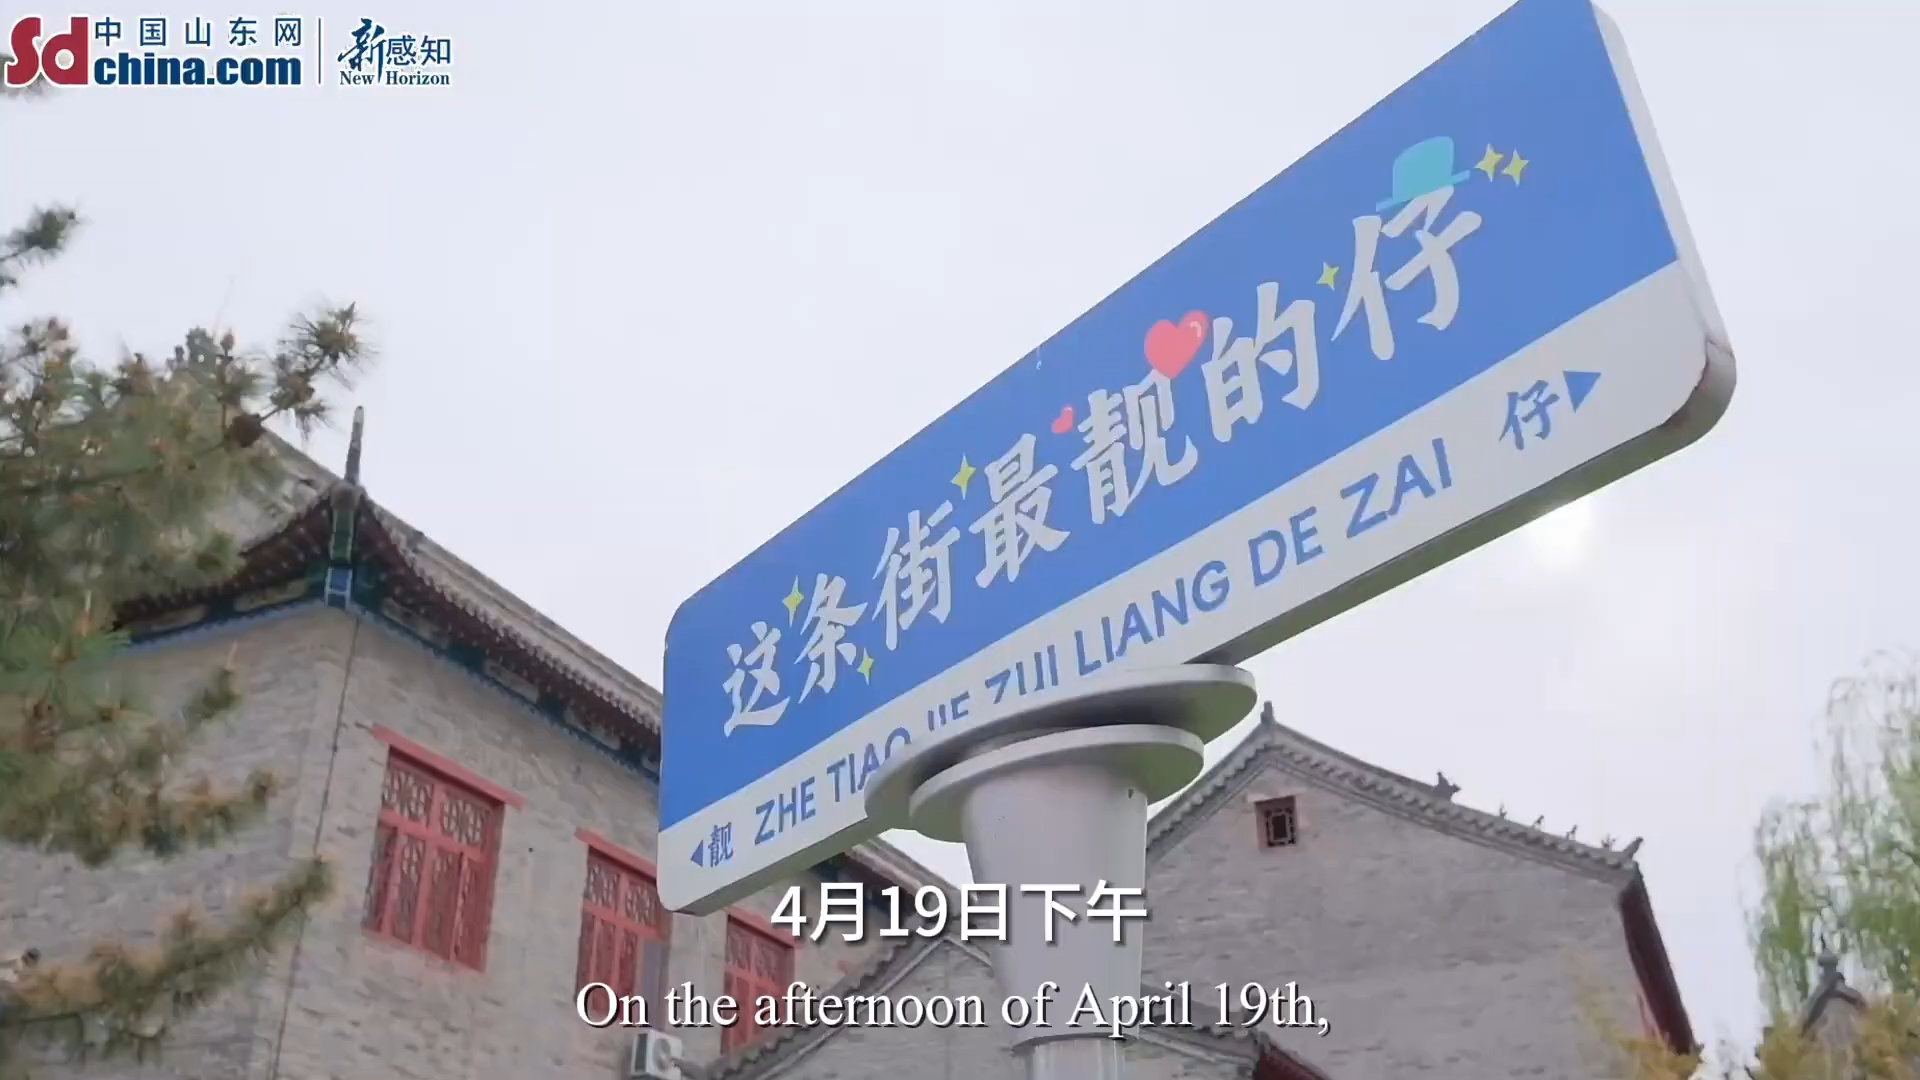 Sd 中国山东网
china.com
新感知
New Horizon
这条街最靓的仔
靓 ZHE TIAO JIE ZUI LIANG DE ZAI 仔
4月19日下午
On the afternoon of April 19th,